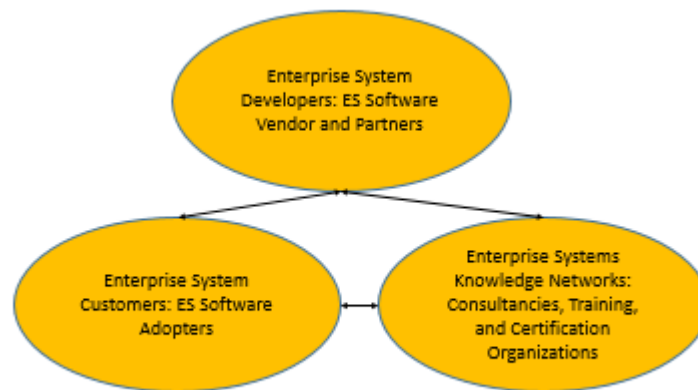 Enterprise System
Developers: ES Software
Vendor and Partners
Enterprise System
Customers: ES Software
Adopters
Enterprise Systems
Knowledge Networks:
Consultancies, Training,
and Certification
Organizations